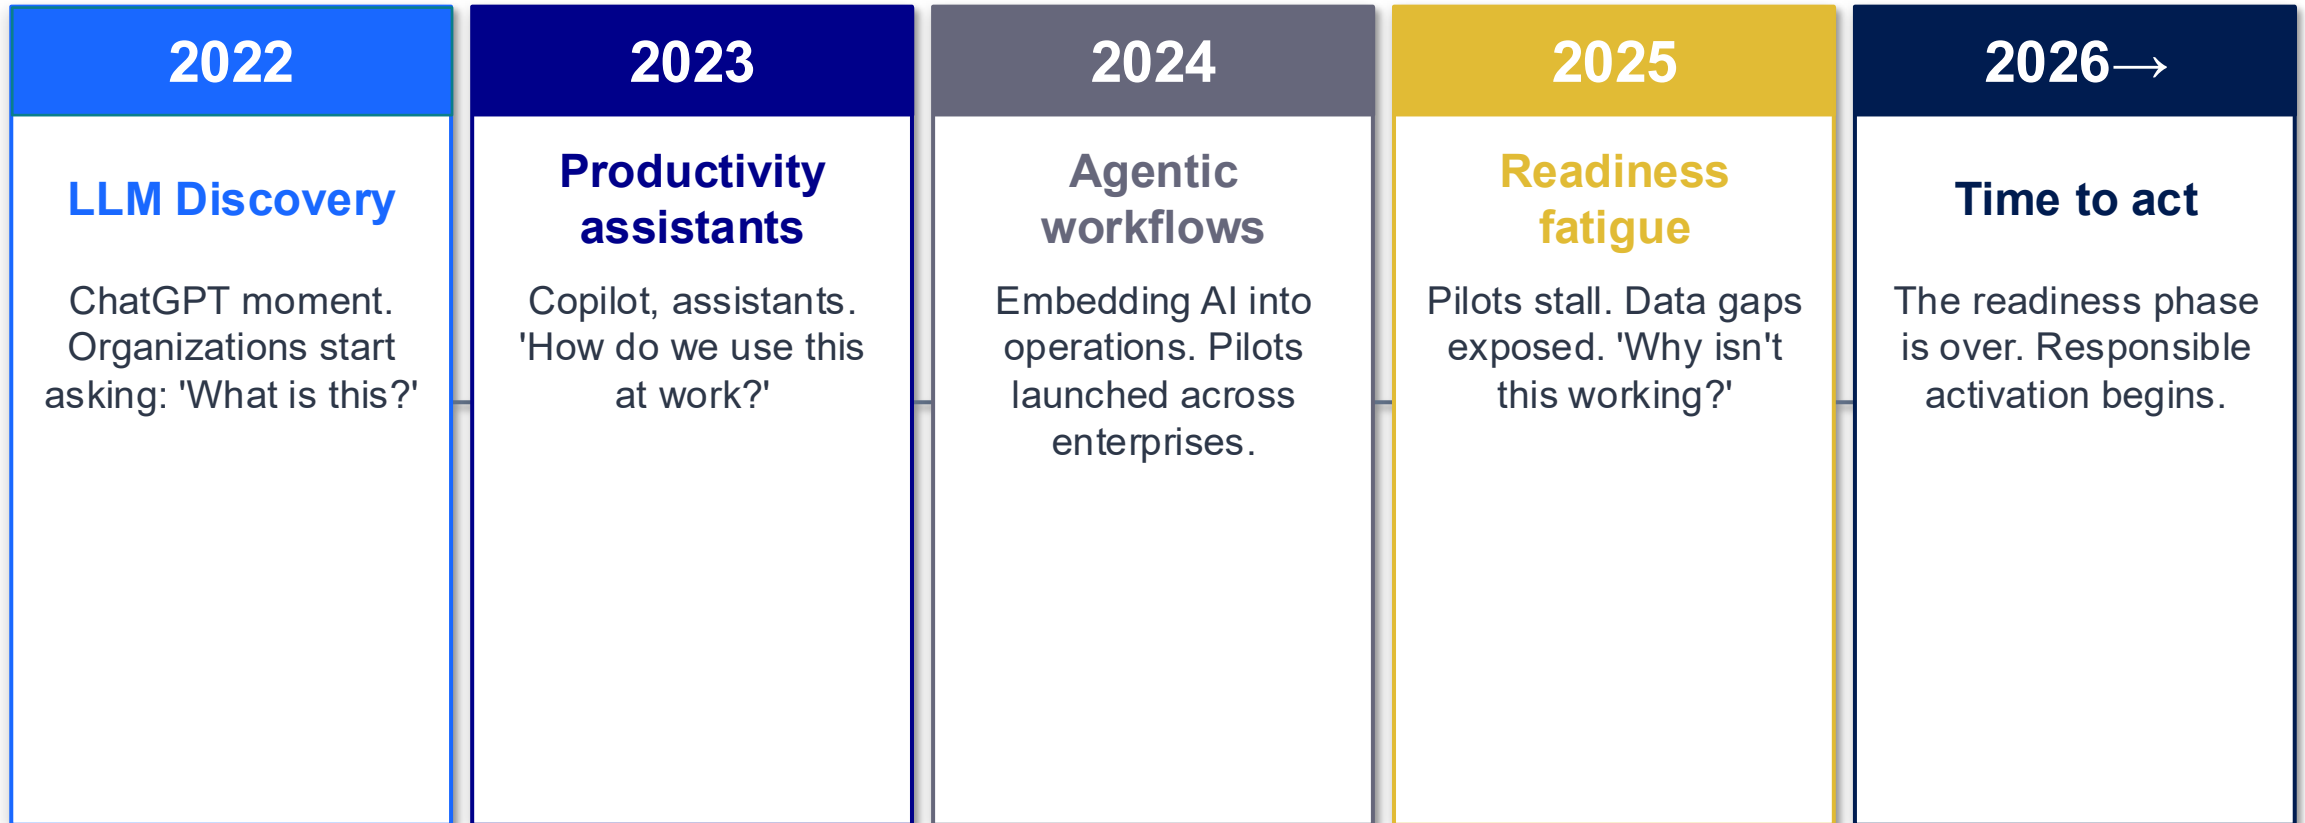 2022
LLM Discovery
ChatGPT moment.
Organizations start
asking: 'What is this?'
2023
Productivity
assistants
Copilot, assistants.
'How do we use this
at work?'
2024
Agentic
workflows
Embedding AI into
operations. Pilots
launched across
enterprises.
2025
Readiness
fatigue
Pilots stall. Data gaps
exposed. 'Why isn't
this working?'
2026→
Time to act
The readiness phase
is over. Responsible
activation begins.